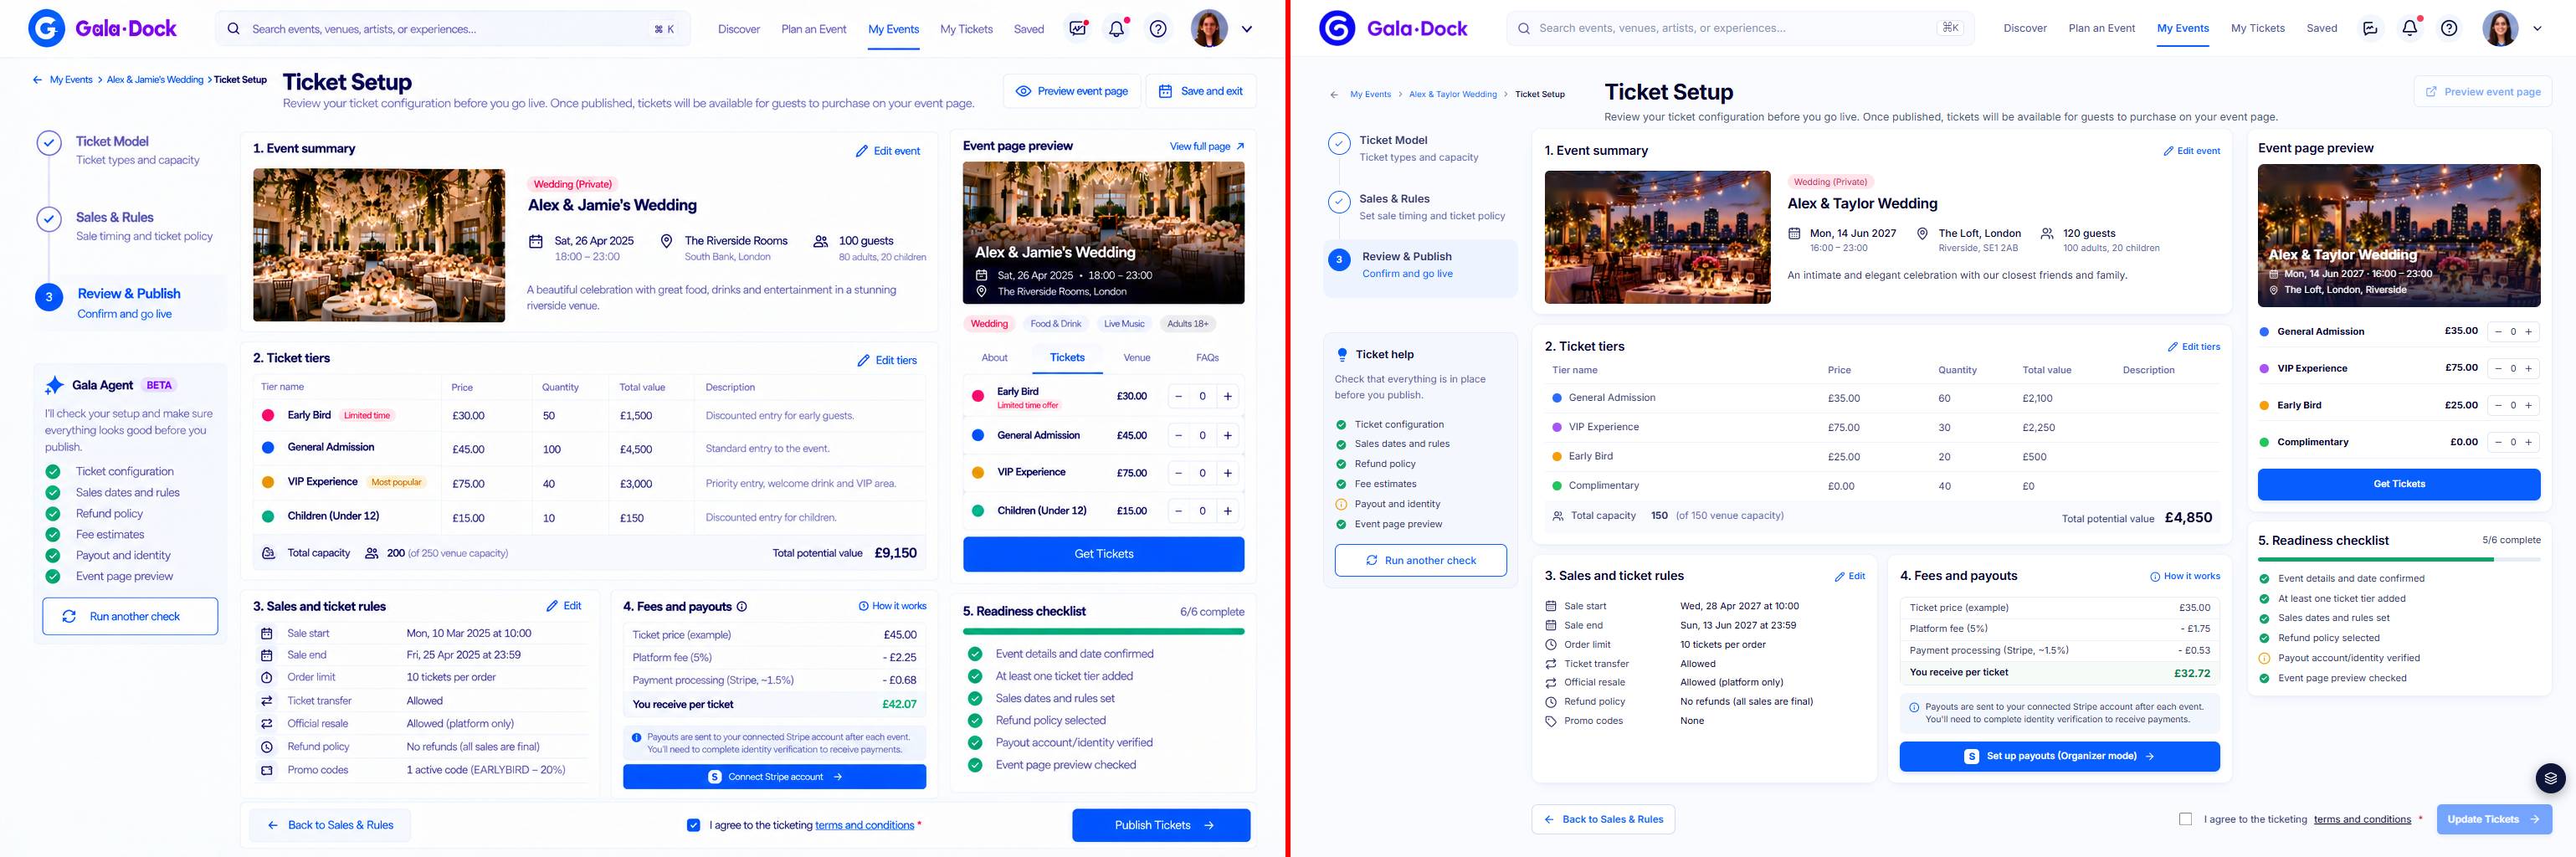 Gala·Dock
Search events, venues, artists, or experiences...
⌘ K
Discover
Plan an Event
My Events
My Tickets
Saved
My Events > Alex & Jamie's Wedding > Ticket Setup
Ticket Setup
Review your ticket configuration before you go live. Once published, tickets will be available for guests to purchase on your event page.
Preview event page
Save and exit
Ticket Model
Ticket types and capacity
Sales & Rules
Sale timing and ticket policy
3
Review & Publish
Confirm and go live
Gala Agent BETA
I'll check your setup and make sure
everything looks good before you
publish.
Ticket configuration
Sales dates and rules
Refund policy
Fee estimates
Payout and identity
Event page preview
Run another check
1. Event summary
Edit event
Wedding (Private)
Alex & Jamie's Wedding
Sat, 26 Apr 2025
18:00 – 23:00
The Riverside Rooms
South Bank, London
100 guests
80 adults, 20 children
A beautiful celebration with great food, drinks and entertainment in a stunning
riverside venue.
2. Ticket tiers
Edit tiers
Tier name Price Quantity Total value Description
Early Bird Limited time £30.00 50 £1,500 Discounted entry for early guests.
General Admission £45.00 100 £4,500 Standard entry to the event.
VIP Experience Most popular £75.00 40 £3,000 Priority entry, welcome drink and VIP area.
Children (Under 12) £15.00 10 £150 Discounted entry for children.
Total capacity 200 (of 250 venue capacity) Total potential value £9,150
3. Sales and ticket rules
Edit
Sale start Mon, 10 Mar 2025 at 10:00
Sale end Fri, 25 Apr 2025 at 23:59
Order limit 10 tickets per order
Ticket transfer Allowed
Official resale Allowed (platform only)
Refund policy No refunds (all sales are final)
Promo codes 1 active code (EARLYBIRD – 20%)
4. Fees and payouts
How it works
Ticket price (example) £45.00
Platform fee (5%) - £2.25
Payment processing (Stripe, ~1.5%) - £0.68
You receive per ticket £42.07
Payouts are sent to your connected Stripe account after each event.
You'll need to complete identity verification to receive payments.
S Connect Stripe account →
Event page preview
View full page
Alex & Jamie's Wedding
Sat, 26 Apr 2025 • 18:00 – 23:00
The Riverside Rooms, London
Wedding
Food & Drink
Live Music
Adults 18+
About
Tickets
Venue
FAQs
Early Bird £30.00 − 0 +
Limited time offer
General Admission £45.00 − 0 +
VIP Experience £75.00 − 0 +
Children (Under 12) £15.00 − 0 +
Get Tickets
5. Readiness checklist
6/6 complete
Event details and date confirmed
At least one ticket tier added
Sales dates and rules set
Refund policy selected
Payout account/identity verified
Event page preview checked
← Back to Sales & Rules
I agree to the ticketing terms and conditions *
Publish Tickets →
Gala·Dock
Search events, venues, artists, or experiences...
⌘K
Discover
Plan an Event
My Events
My Tickets
Saved
My Events > Alex & Taylor Wedding > Ticket Setup
Ticket Setup
Review your ticket configuration before you go live. Once published, tickets will be available for guests to purchase on your event page.
Preview event page
Ticket Model
Ticket types and capacity
Sales & Rules
Set sale timing and ticket policy
3
Review & Publish
Confirm and go live
Ticket help
Check that everything is in place
before you publish.
Ticket configuration
Sales dates and rules
Refund policy
Fee estimates
Payout and identity
Event page preview
Run another check
1. Event summary
Edit event
Wedding (Private)
Alex & Taylor Wedding
Mon, 14 Jun 2027
16:00 – 23:00
The Loft, London
Riverside, SE1 2AB
120 guests
100 adults, 20 children
An intimate and elegant celebration with our closest friends and family.
2. Ticket tiers
Edit tiers
Tier name Price Quantity Total value Description
General Admission £35.00 60 £2,100
VIP Experience £75.00 30 £2,250
Early Bird £25.00 20 £500
Complimentary £0.00 40 £0
Total capacity 150 (of 150 venue capacity) Total potential value £4,850
3. Sales and ticket rules
Edit
Sale start Wed, 28 Apr 2027 at 10:00
Sale end Sun, 13 Jun 2027 at 23:59
Order limit 10 tickets per order
Ticket transfer Allowed
Official resale Allowed (platform only)
Refund policy No refunds (all sales are final)
Promo codes None
4. Fees and payouts
How it works
Ticket price (example) £35.00
Platform fee (5%) - £1.75
Payment processing (Stripe, ~1.5%) - £0.53
You receive per ticket £32.72
Payouts are sent to your connected Stripe account after each event.
You'll need to complete identity verification to receive payments.
S Set up payouts (Organizer mode) →
Event page preview
Alex & Taylor Wedding
Mon, 14 Jun 2027 · 16:00 – 23:00
The Loft, London, Riverside
General Admission £35.00 − 0 +
VIP Experience £75.00 − 0 +
Early Bird £25.00 − 0 +
Complimentary £0.00 − 0 +
Get Tickets
5. Readiness checklist
5/6 complete
Event details and date confirmed
At least one ticket tier added
Sales dates and rules set
Refund policy selected
Payout account/identity verified
Event page preview checked
← Back to Sales & Rules
I agree to the ticketing terms and conditions *
Update Tickets →